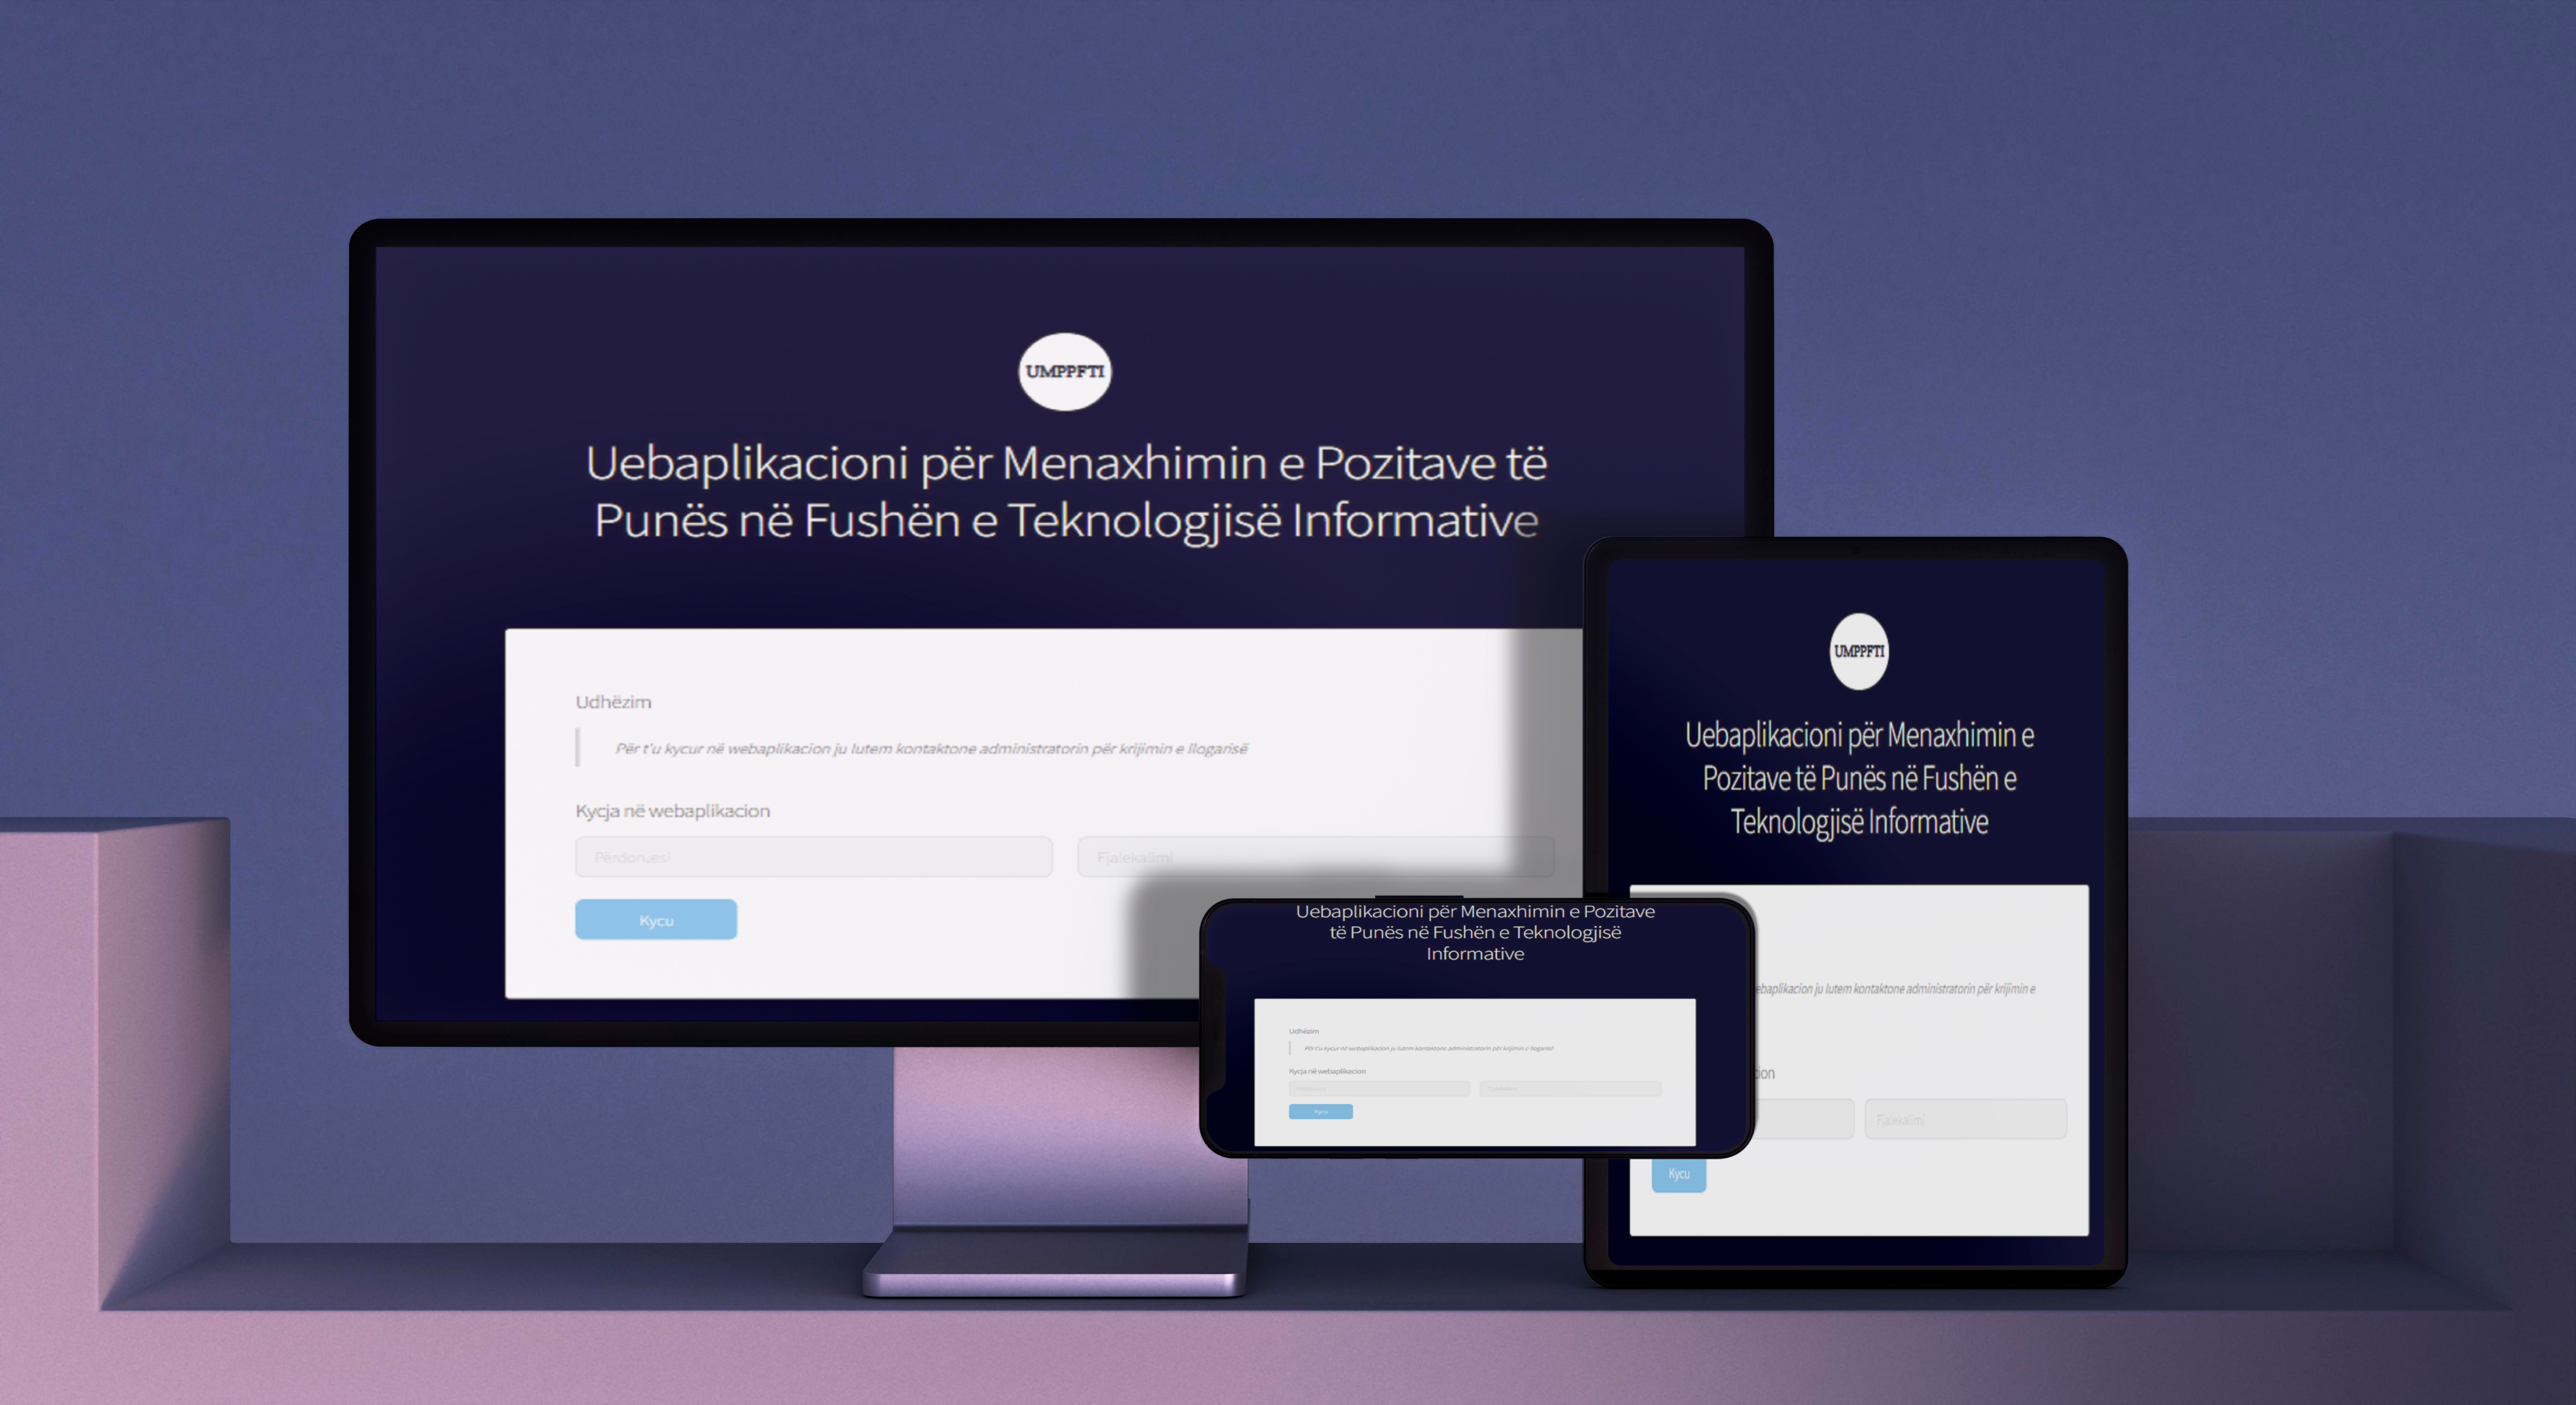 UMPPFTI
Uebaplikacioni për Menaxhimin e Pozitave të
Punës në Fushën e Teknologjisë Informative
Udhëzim
Për t'u kycur në webaplikacion ju lutem kontaktone administratorin për krijimin e llogarisë
Kycja në webaplikacion
Përdoruesi
Fjalekalimi
Kycu
UMPPFTI
Uebaplikacioni për Menaxhimin e
Pozitave të Punës në Fushën e
Teknologjisë Informative
ebaplikacion ju lutem kontaktone administratorin për krijimin e
ion
Fjalekalimi
Kycu
Uebaplikacioni për Menaxhimin e Pozitave
të Punës në Fushën e Teknologjisë
Informative
Udhëzim
Për t'u kycur në webaplikacion ju lutem kontaktone administratorin për krijimin e llogarisë
Kycja në webaplikacion
Kycu